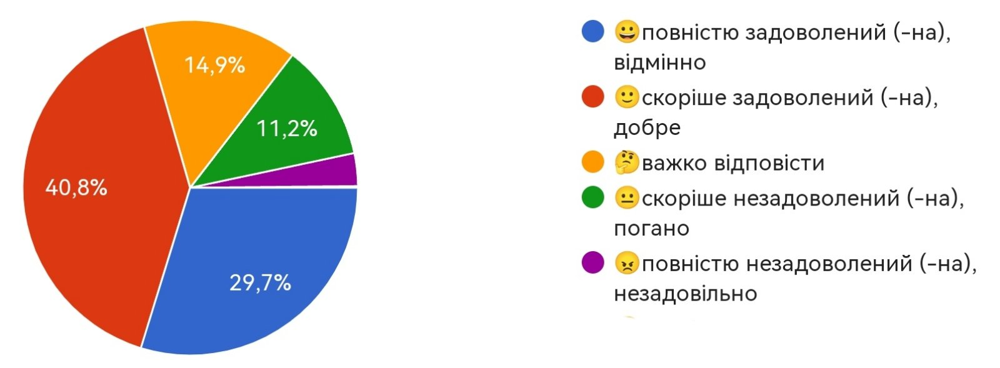 14,9%
11,2%
40,8%
29,7%
😀повністю задоволений (-на),
відмінно
🙂скоріше задоволений (-на),
добре
🤔важко відповісти
😐скоріше незадоволений (-на),
погано
😠повністю незадоволений (-на),
незадовільно